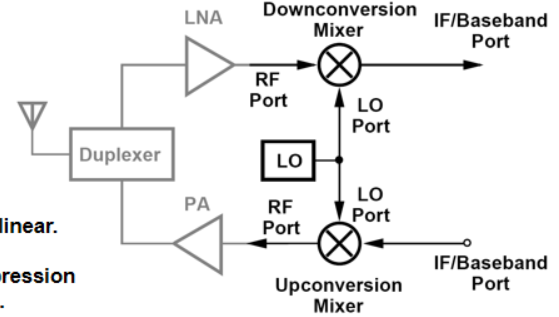 LNA
Downconversion
Mixer
IF/Baseband
Port
RF
Port
LO
Port
Duplexer
LO
LO
Port
PA
RF
Port
IF/Baseband
Port
Upconversion
Mixer
linear.
pression
.